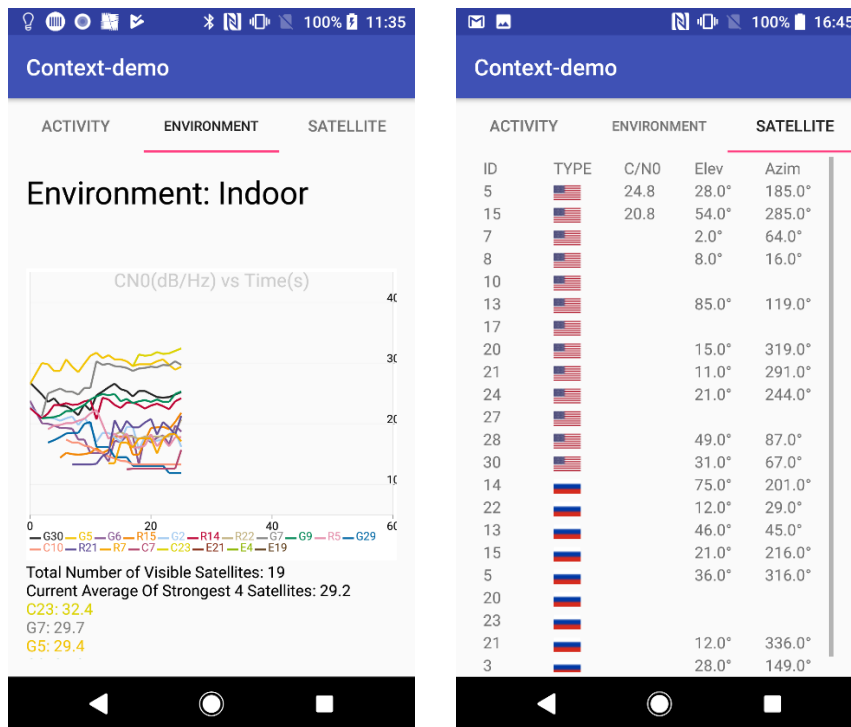 100% 11:35
Context-demo
ACTIVITY ENVIRONMENT SATELLITE
Environment: Indoor
CN0(dB/Hz) vs Time(s)
40
30
20
10
0 20 40 60
G30 G5 G6 R15 G2 R14 R22 G7 G9 R5 G29
C10 R21 R7 C7 C23 E21 E4 E19
Total Number of Visible Satellites: 19
Current Average Of Strongest 4 Satellites: 29.2
C23: 32.4
G7: 29.7
G5: 29.4
100% 16:45
Context-demo
ACTIVITY ENVIRONMENT SATELLITE
ID TYPE C/N0 Elev Azim
5 24.8 28.0° 185.0°
15 20.8 54.0° 285.0°
7 2.0° 64.0°
8 8.0° 16.0°
10
13 85.0° 119.0°
17
20 15.0° 319.0°
21 11.0° 291.0°
24 21.0° 244.0°
27
28 49.0° 87.0°
30 31.0° 67.0°
14 75.0° 201.0°
22 12.0° 29.0°
13 46.0° 45.0°
15 21.0° 216.0°
5 36.0° 316.0°
20
23
21 12.0° 336.0°
3 28.0° 149.0°